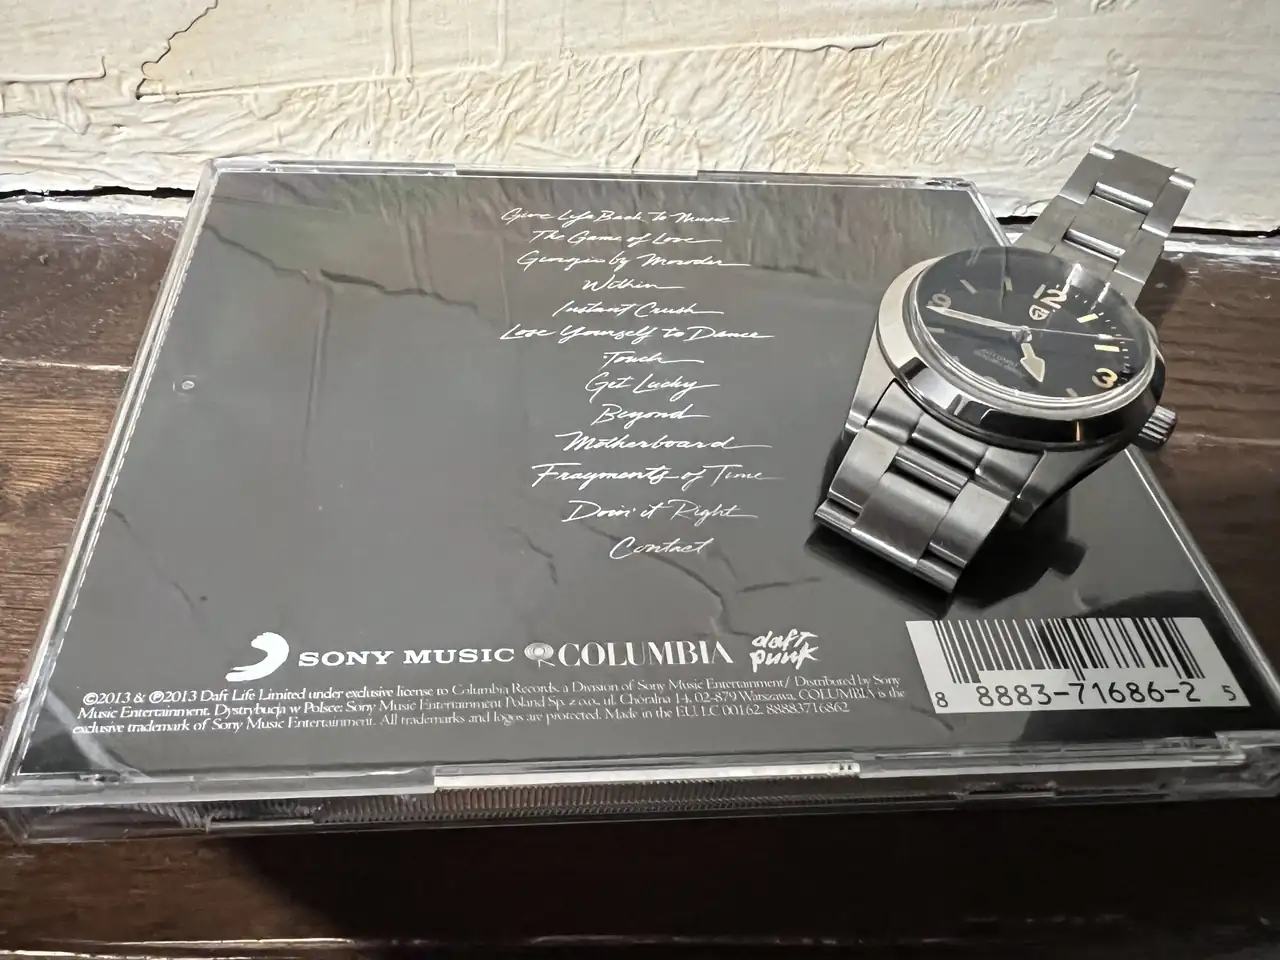 Give Life Back to Music
The Game of Love
Giorgio by Moroder
Within
Instant Crush
Lose Yourself to Dance
Touch
Get Lucky
Beyond
Motherboard
Fragments of Time
Doin' it Right
Contact
12
9
3
SONY MUSIC COLUMBIA daft punk
©2013 & ℗2013 Daft Life Limited under exclusive license to Columbia Records, a Division of Sony Music Entertainment/ Distributed by Sony
Music Entertainment. Dystrybucja w Polsce: Sony Music Entertainment Poland Sp. z o.o., ul. Chóralna 14, 02-879 Warszawa. COLUMBIA is the
exclusive trademark of Sony Music Entertainment. All trademarks and logos are protected. Made in the EU. LC 00162. 88883716862
8 8883-71686-2 5